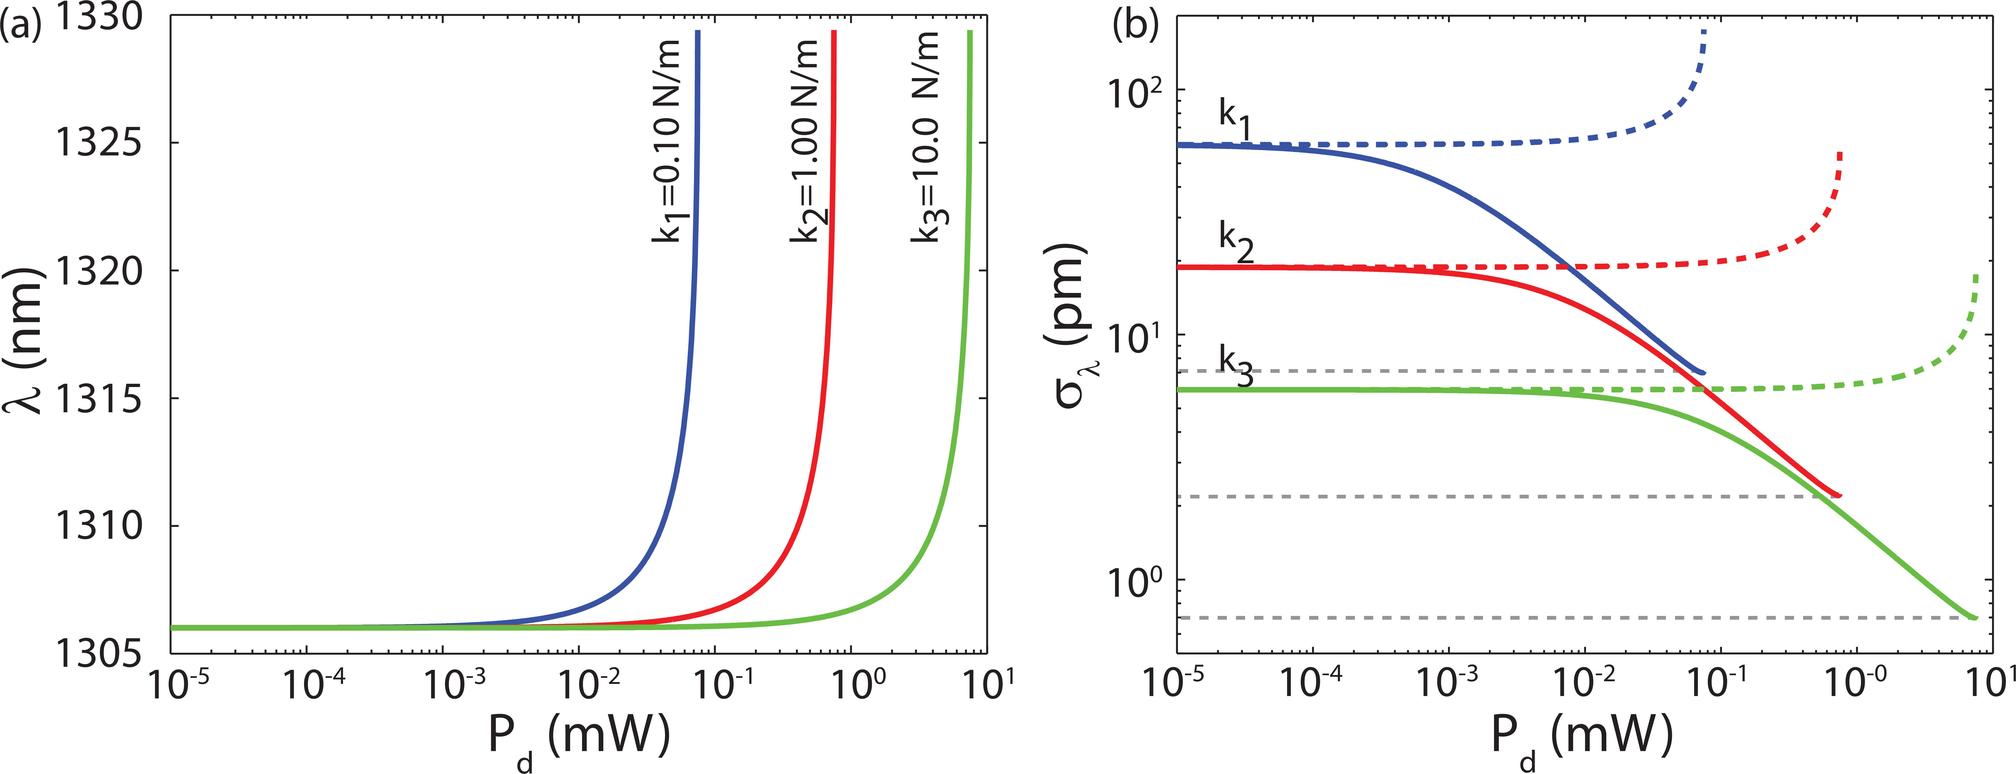 (a)
1330
1325
1320
1315
1310
1305
λ (nm)
k1=0.10 N/m
k2=1.00 N/m
k3=10.0 N/m
10-5 10-4 10-3 10-2 10-1 100 101
Pd (mW)
(b)
102
101
100
σλ (pm)
k1
k2
k3
10-5 10-4 10-3 10-2 10-1 10-0 101
Pd (mW)